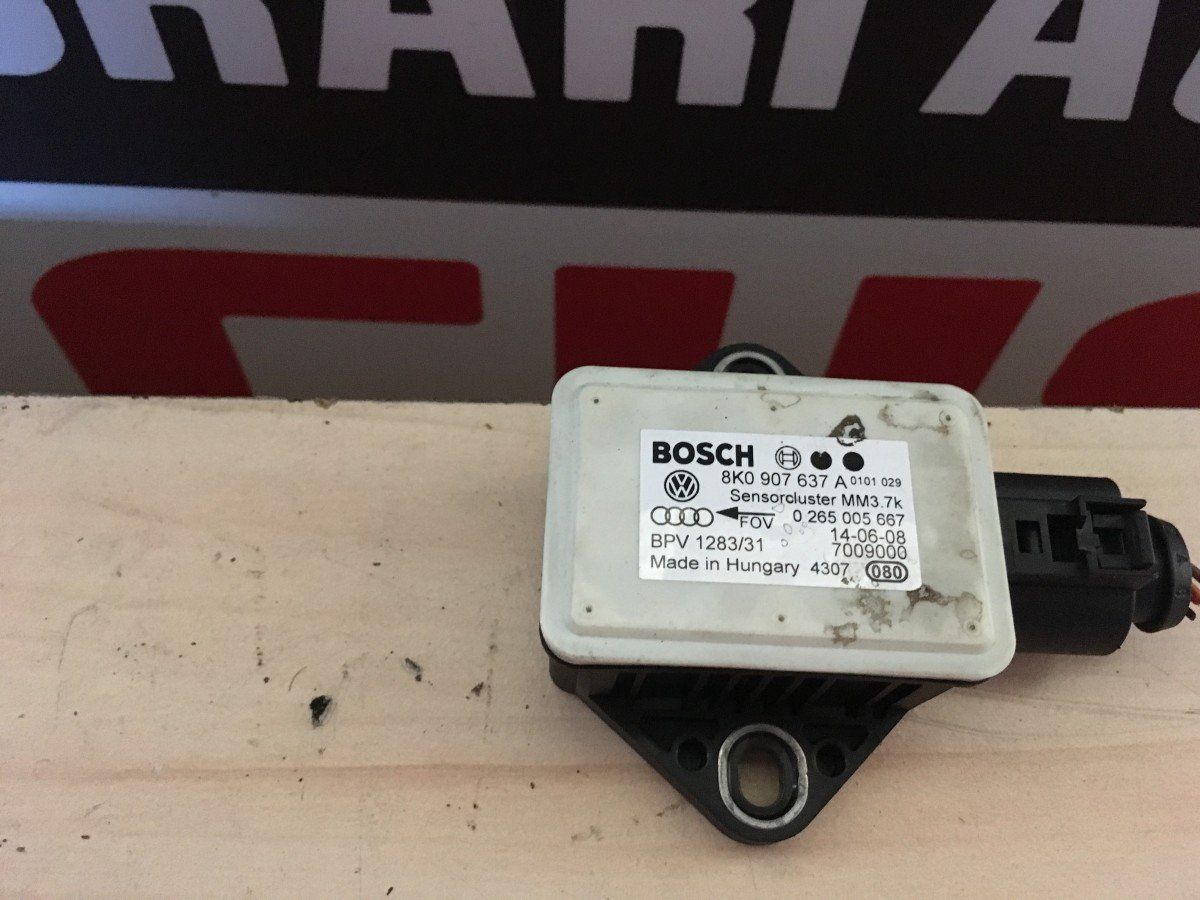 BOSCH
8K0 907 637 A 0101 029
Sensorcluster MM3.7k
FOV 0 265 005 667
BPV 1283/31 14-06-08
7009000
Made in Hungary 4307 080